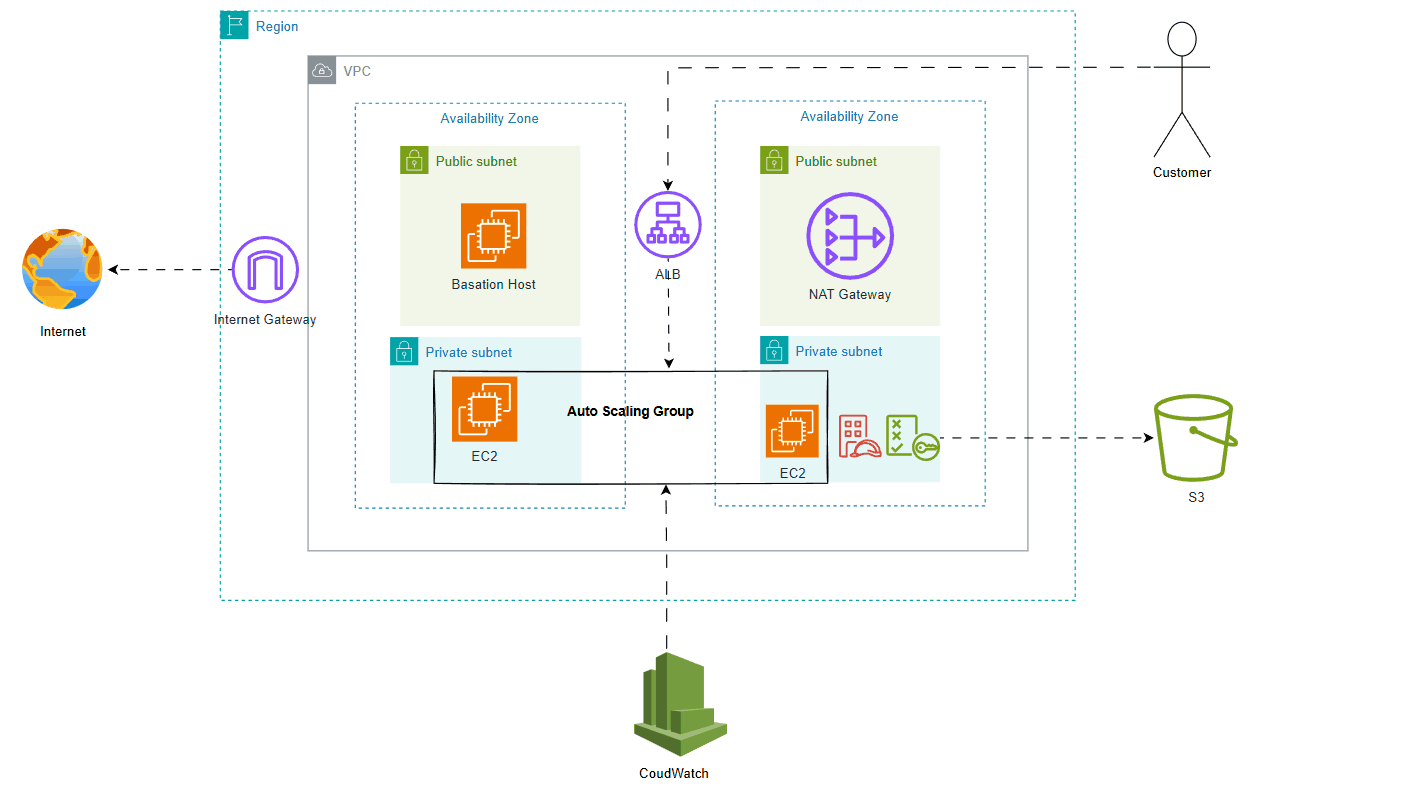 Region
VPC
Availability Zone
Availability Zone
Public subnet
Public subnet
Customer
ALB
Basation Host
NAT Gateway
Internet Gateway
Internet
Private subnet
Private subnet
Auto Scaling Group
EC2
EC2
S3
CoudWatch